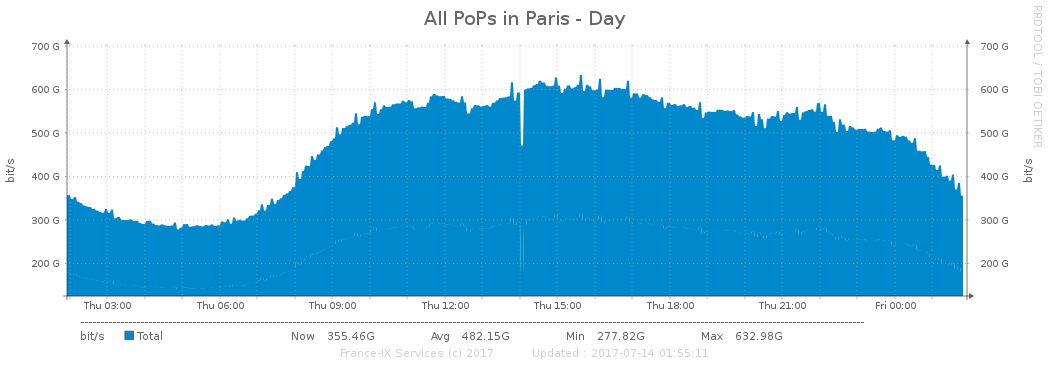 All PoPs in Paris - Day
RRDTOOL / TOBI OETIKER
700 G 700 G
600 G 600 G
500 G 500 G
400 G 400 G
300 G 300 G
200 G 200 G
bit/s
bit/s
Thu 03:00 Thu 06:00 Thu 09:00 Thu 12:00 Thu 15:00 Thu 18:00 Thu 21:00 Fri 00:00
bit/s Total Now 355.46G Avg 482.15G Min 277.82G Max 632.98G
France-IX Services (c) 2017 Updated : 2017-07-14 01:55:11